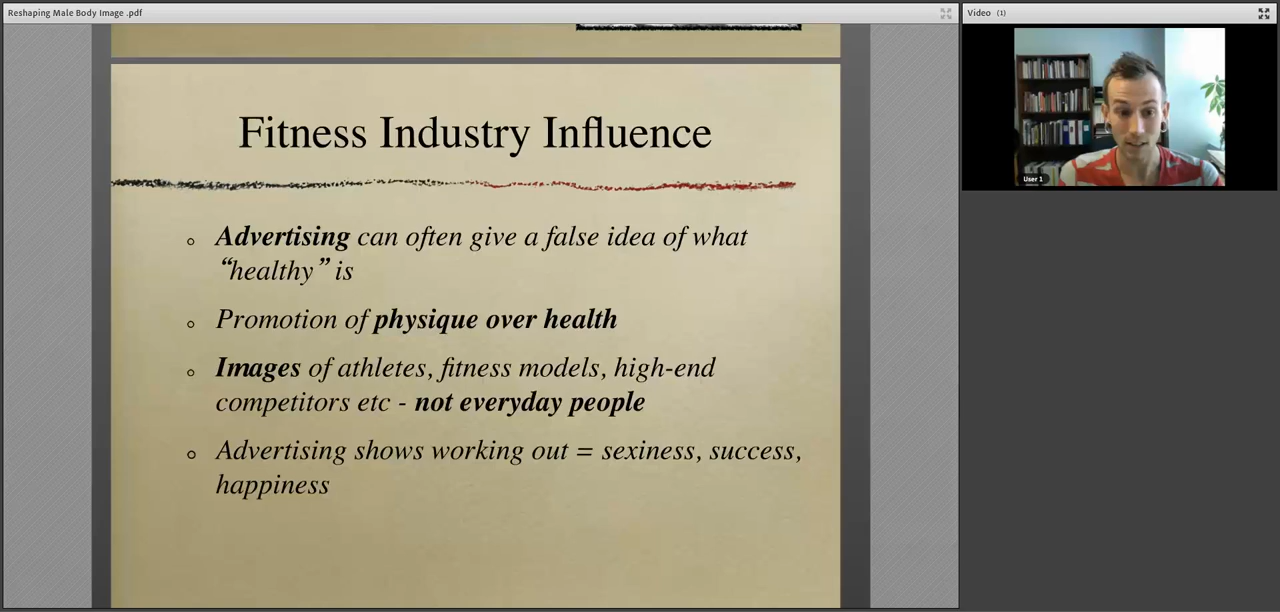 Reshaping Male Body Image .pdf
Video (1)
User 1
Fitness Industry Influence
Advertising can often give a false idea of what
“healthy” is
Promotion of physique over health
Images of athletes, fitness models, high-end
competitors etc - not everyday people
Advertising shows working out = sexiness, success,
happiness